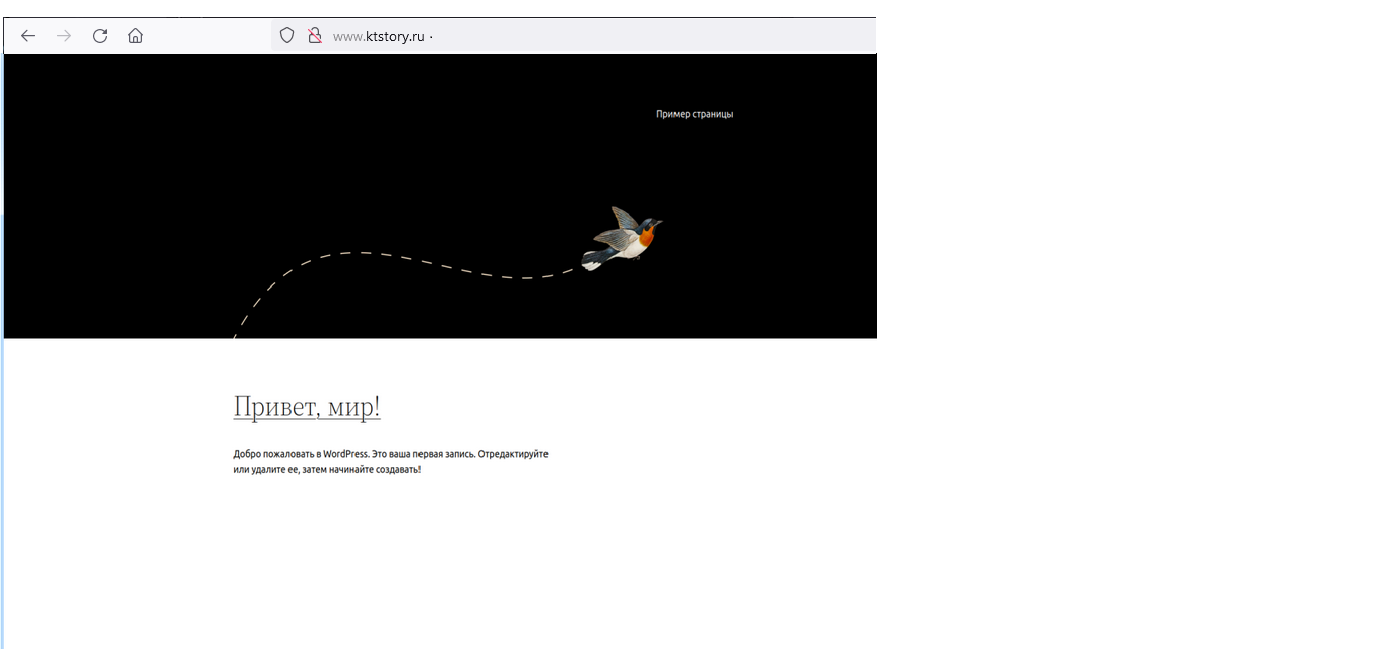 www.ktstory.ru
Пример страницы
Привет, мир!
Добро пожаловать в WordPress. Это ваша первая запись. Отредактируйте
или удалите ее, затем начинайте создавать!